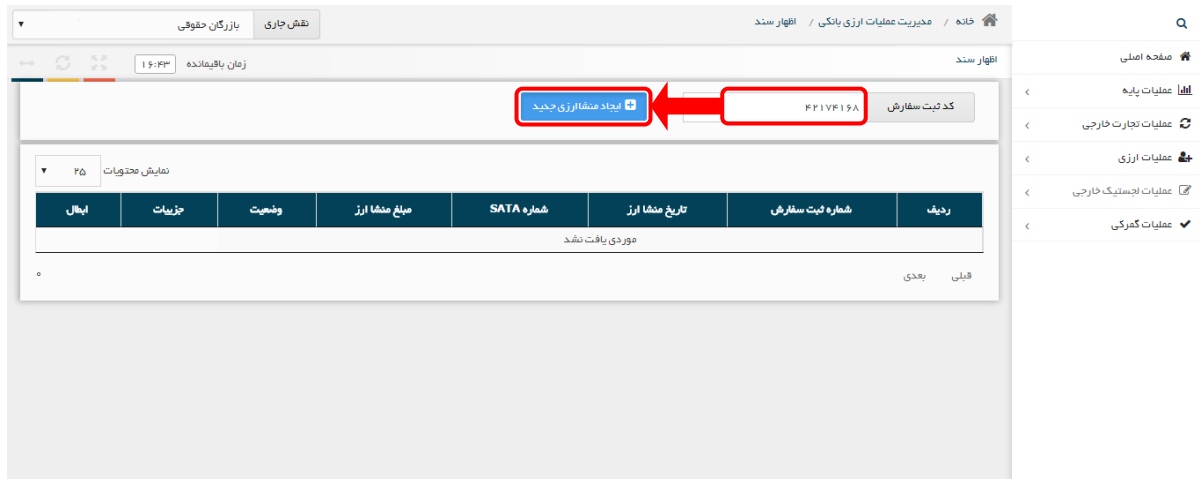 خانه / مدیریت عملیات ارزی بانکی / اظهار سند
نقش جاری بازرگان حقوقی
اظهار سند
زمان باقیمانده ۱۶:۴۳
کد ثبت سفارش ۴۲۱۷۴۱۶۸ ایجاد منشاارزی جدید
نمایش محتویات ۲۵
ردیف شماره ثبت سفارش تاریخ منشا ارز شماره SATA مبلغ منشا ارز وضعیت جزییات ابطال
موردی یافت نشد
قبلی بعدی ۰
صفحه اصلی
عملیات پایه
عملیات تجارت خارجی
عملیات ارزی
عملیات لجستیک خارجی
عملیات گمرکی